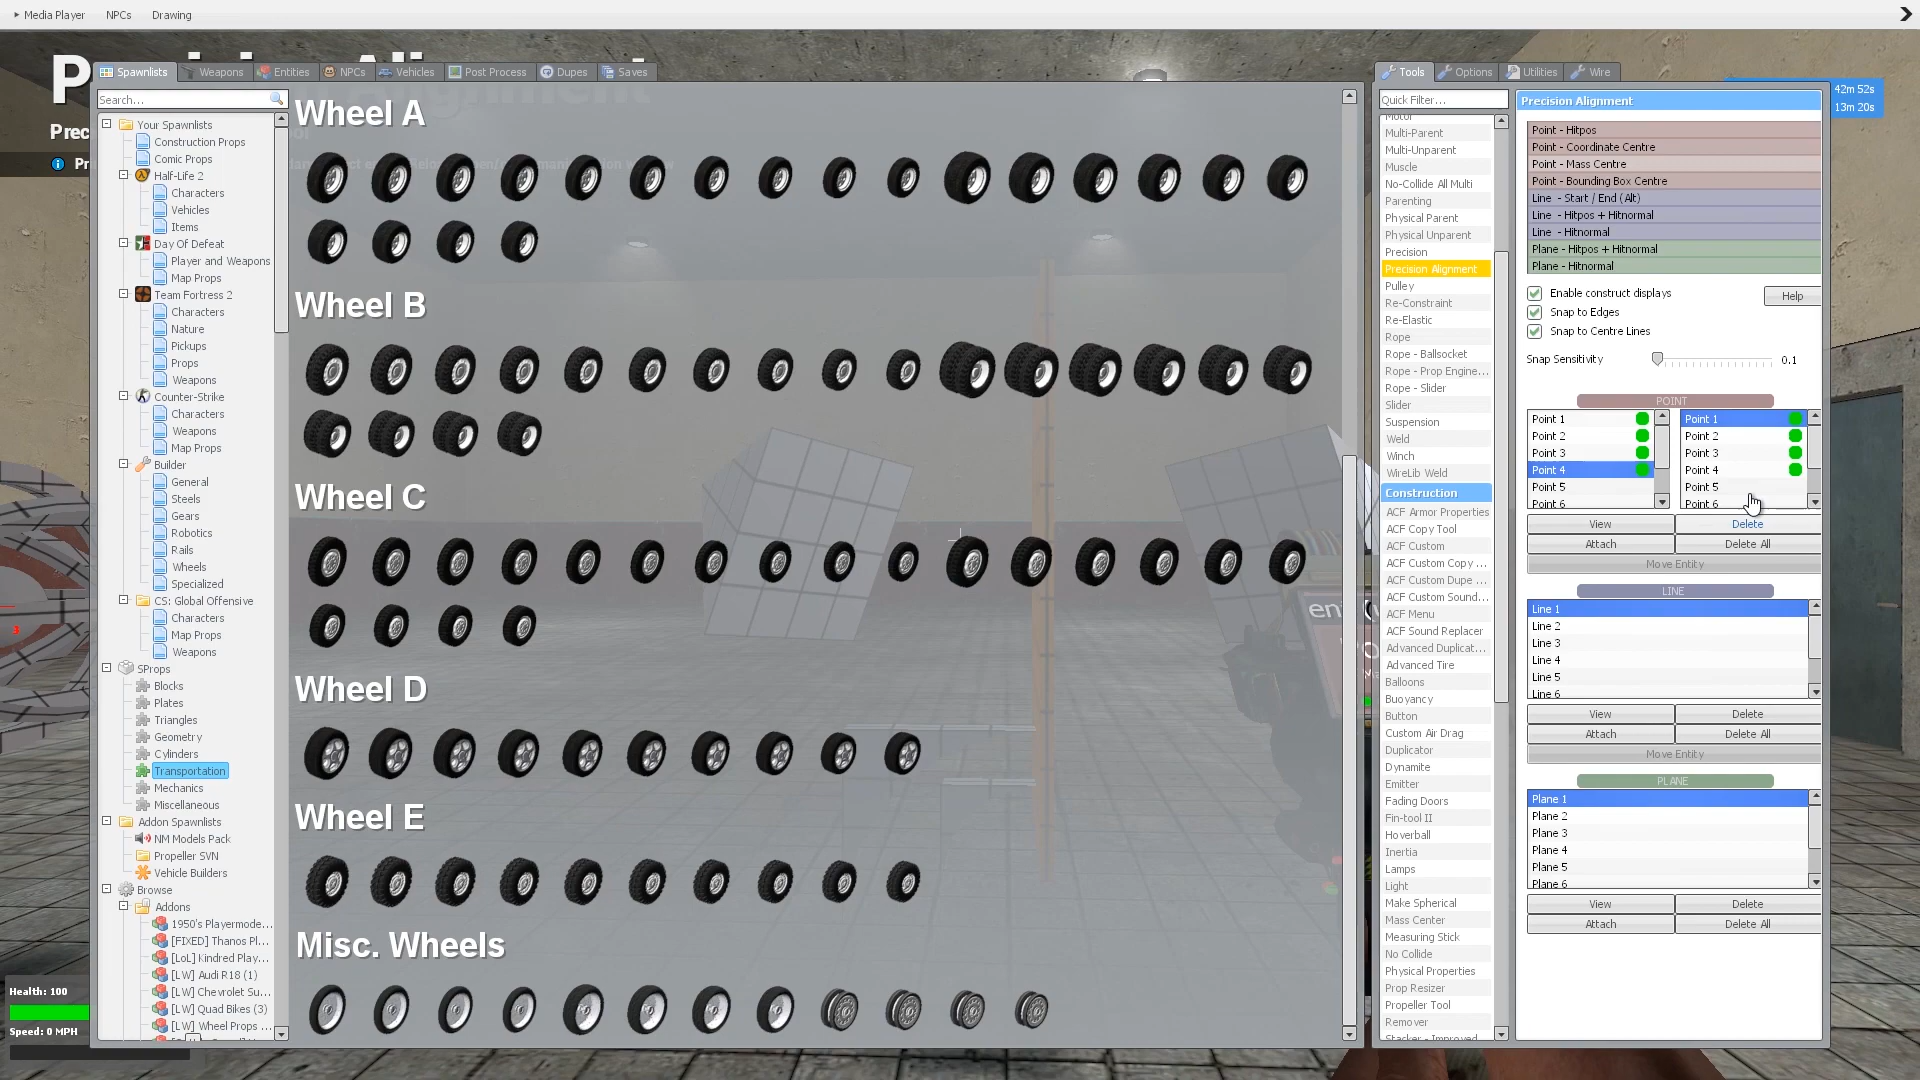 Media Player
NPCs
Drawing
42m 52s
13m 20s
Spawnlists
Weapons
Entities
NPCs
Vehicles
Post Process
Dupes
Saves
Search...
Your Spawnlists
Construction Props
Comic Props
Half-Life 2
Characters
Vehicles
Items
Day Of Defeat
Player and Weapons
Map Props
Team Fortress 2
Characters
Nature
Pickups
Props
Weapons
Counter-Strike
Characters
Weapons
Map Props
Builder
General
Steels
Gears
Robotics
Rails
Wheels
Specialized
CS: Global Offensive
Characters
Map Props
Weapons
SProps
Blocks
Plates
Triangles
Geometry
Cylinders
Transportation
Mechanics
Miscellaneous
Addon Spawnlists
NM Models Pack
Propeller SVN
Vehicle Builders
Browse
Addons
1950's Playermode...
[FIXED] Thanos Pl...
[LoL] Kindred Play...
[LW] Audi R18 (1)
[LW] Chevrolet Su...
[LW] Quad Bikes (3)
[LW] Wheel Props ...
Health: 100
Speed: 0 MPH
Wheel A
Wheel B
Wheel C
Wheel D
Wheel E
Misc. Wheels
Tools
Options
Utilities
Wire
Quick Filter...
Motor
Multi-Parent
Multi-Unparent
Muscle
No-Collide All Multi
Parenting
Physical Parent
Physical Unparent
Precision
Precision Alignment
Pulley
Re-Constraint
Re-Elastic
Rope
Rope - Ballsocket
Rope - Prop Engine...
Rope - Slider
Slider
Suspension
Weld
Winch
WireLib Weld
Construction
ACF Armor Properties
ACF Copy Tool
ACF Custom
ACF Custom Copy ...
ACF Custom Dupe ...
ACF Custom Sound...
ACF Menu
ACF Sound Replacer
Advanced Duplicat...
Advanced Tire
Balloons
Buoyancy
Button
Custom Air Drag
Duplicator
Dynamite
Emitter
Fading Doors
Fin-tool II
Hoverball
Inertia
Lamps
Light
Make Spherical
Mass Center
Measuring Stick
No Collide
Physical Properties
Prop Resizer
Propeller Tool
Remover
Stacker - Improved
Precision Alignment
Point - Hitpos
Point - Coordinate Centre
Point - Mass Centre
Point - Bounding Box Centre
Line - Start / End (Alt)
Line - Hitpos + Hitnormal
Line - Hitnormal
Plane - Hitpos + Hitnormal
Plane - Hitnormal
Enable construct displays
Help
Snap to Edges
Snap to Centre Lines
Snap Sensitivity
0.1
POINT
Point 1
Point 2
Point 3
Point 4
Point 5
Point 6
Point 1
Point 2
Point 3
Point 4
Point 5
Point 6
View
Delete
Attach
Delete All
Move Entity
LINE
Line 1
Line 2
Line 3
Line 4
Line 5
Line 6
View
Delete
Attach
Delete All
Move Entity
PLANE
Plane 1
Plane 2
Plane 3
Plane 4
Plane 5
Plane 6
View
Delete
Attach
Delete All